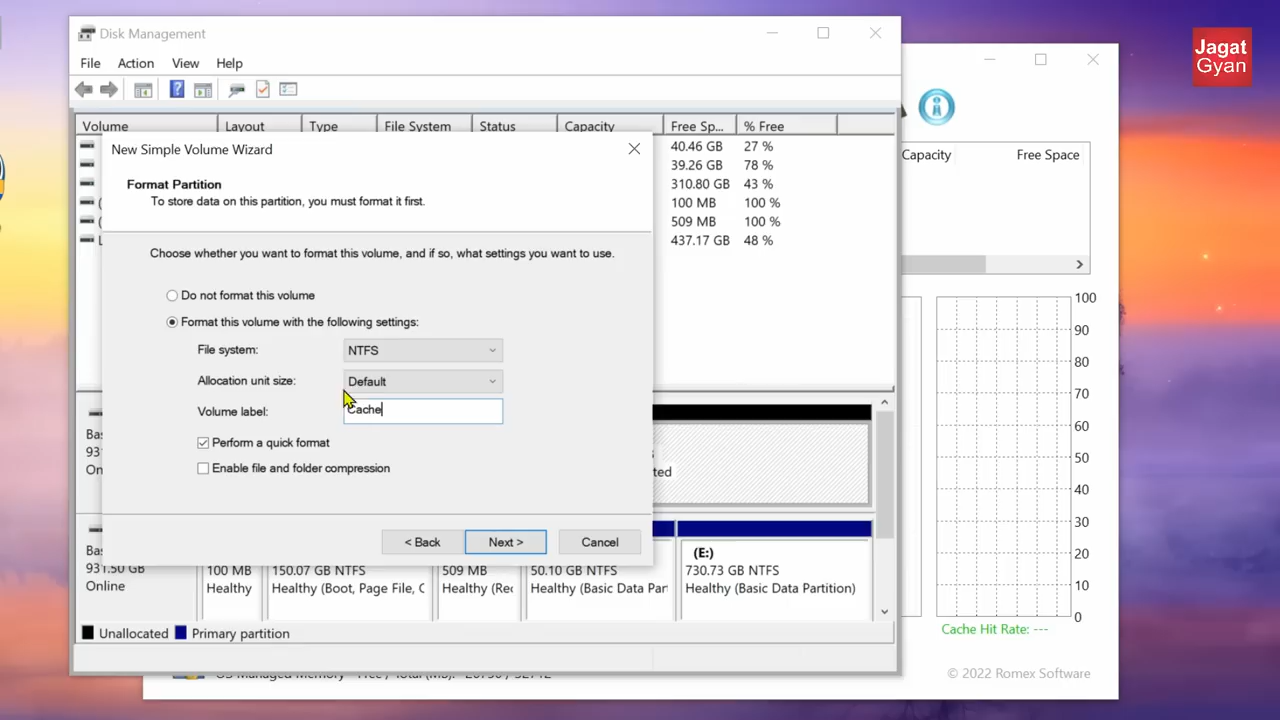 Disk Management
Jagat
Gyan
File Action View Help
Volume Layout Type File System Status Capacity Free Sp... % Free
Capacity Free Space
New Simple Volume Wizard
40.46 GB 27 %
39.26 GB 78 %
310.80 GB 43 %
100 MB 100 %
509 MB 100 %
437.17 GB 48 %
Format Partition
To store data on this partition, you must format it first.
Choose whether you want to format this volume, and if so, what settings you want to use.
Do not format this volume
Format this volume with the following settings:
File system: NTFS
Allocation unit size: Default
Volume label: Cache
Perform a quick format
Enable file and folder compression
< Back Next > Cancel
100
90
80
70
60
50
40
30
20
10
0
Bas
931
On
ted
Bas
931.50 GB
Online
100 MB
Healthy
150.07 GB NTFS
Healthy (Boot, Page File, C
509 MB
Healthy (Rec
50.10 GB NTFS
Healthy (Basic Data Par
(E:)
730.73 GB NTFS
Healthy (Basic Data Partition)
Unallocated Primary partition
Cache Hit Rate: ---
© 2022 Romex Software